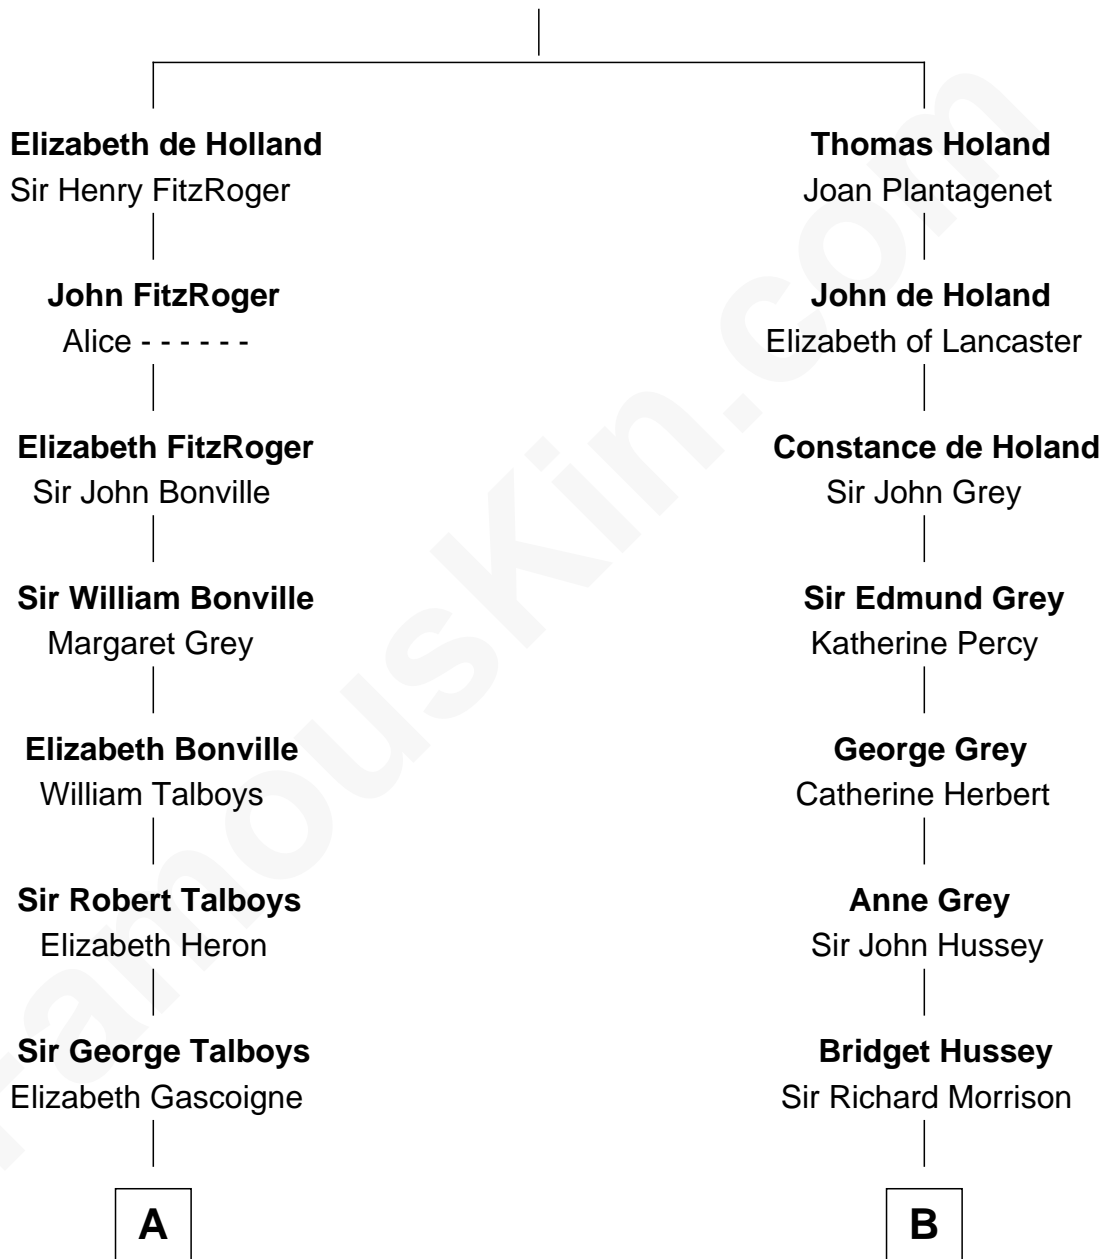 Elizabeth de Holland
Sir Henry FitzRoger
John FitzRoger
Alice - - - - - -
Elizabeth FitzRoger
Sir John Bonville
Sir William Bonville
Margaret Grey
Elizabeth Bonville
William Talboys
Sir Robert Talboys
Elizabeth Heron
Sir George Talboys
Elizabeth Gascoigne
A
Thomas Holand
Joan Plantagenet
John de Holand
Elizabeth of Lancaster
Constance de Holand
Sir John Grey
Sir Edmund Grey
Katherine Percy
George Grey
Catherine Herbert
Anne Grey
Sir John Hussey
Bridget Hussey
Sir Richard Morrison
B
FamousKin.com